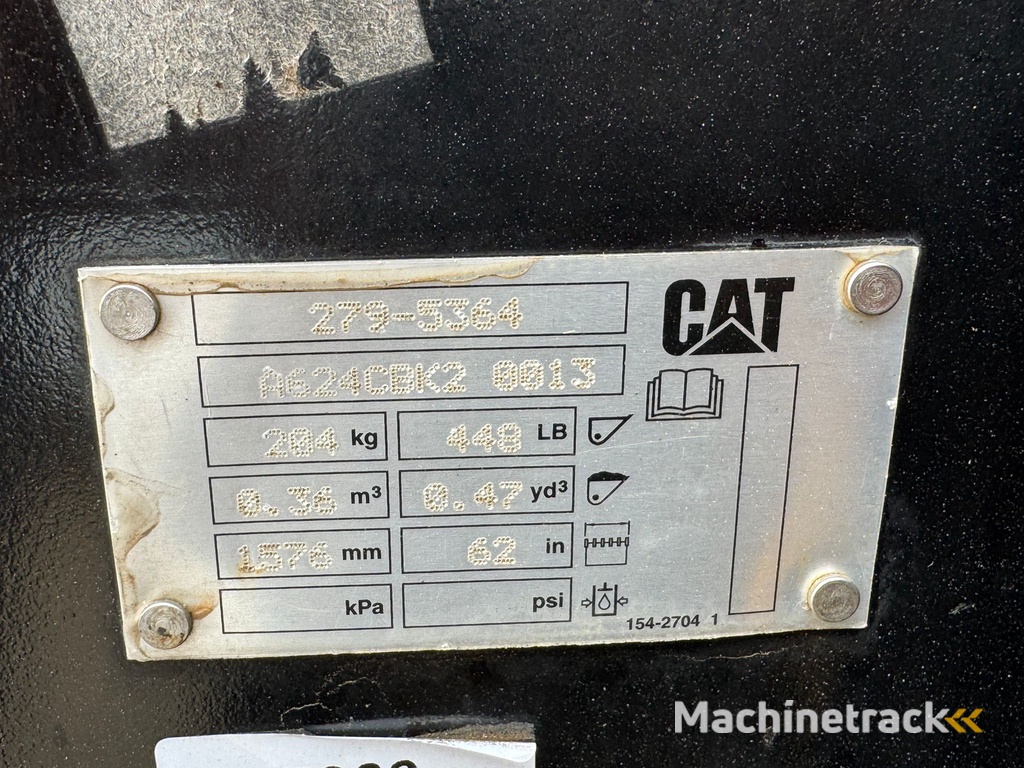 279-5364
CAT
A624CBK2 0013
204 kg 448 LB
0.36 m³ 0.47 yd³
1576 mm 62 in
kPa psi
154-2704 1
Machinetrack